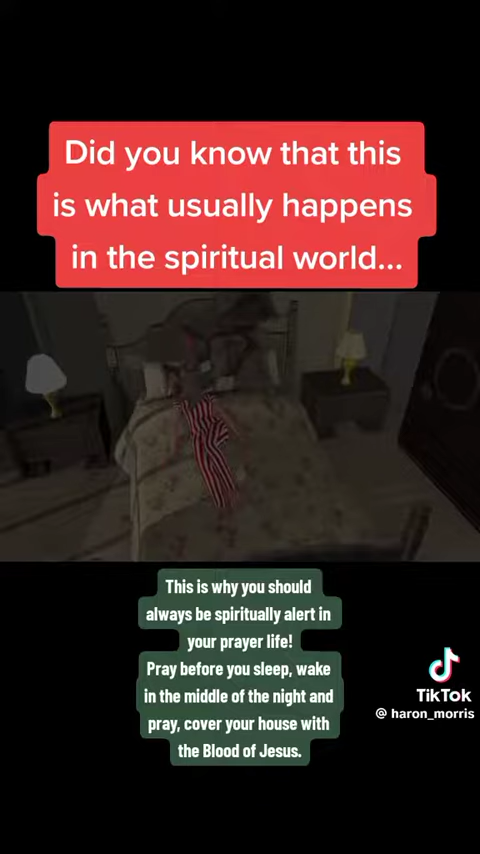 Did you know that this
is what usually happens
in the spiritual world...
This is why you should
always be spiritually alert in
your prayer life!
Pray before you sleep, wake
in the middle of the night and
pray, cover your house with
the Blood of Jesus.
TikTok
@ haron_morris